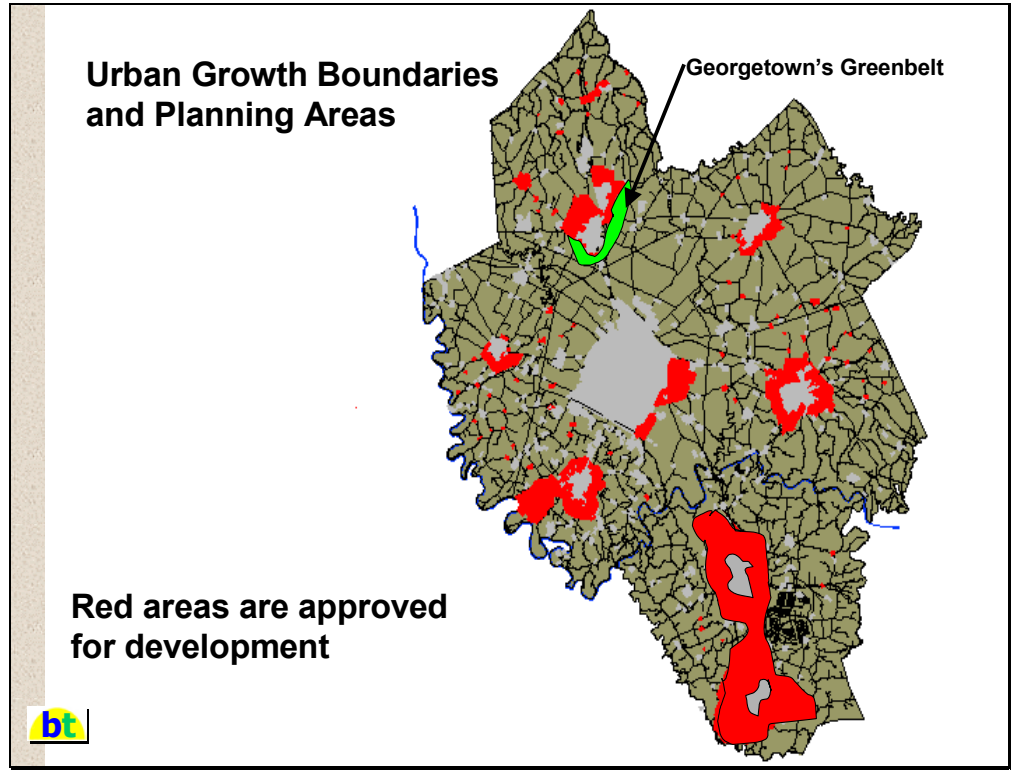 Urban Growth Boundaries
and Planning Areas
Georgetown's Greenbelt
Red areas are approved
for development
bt